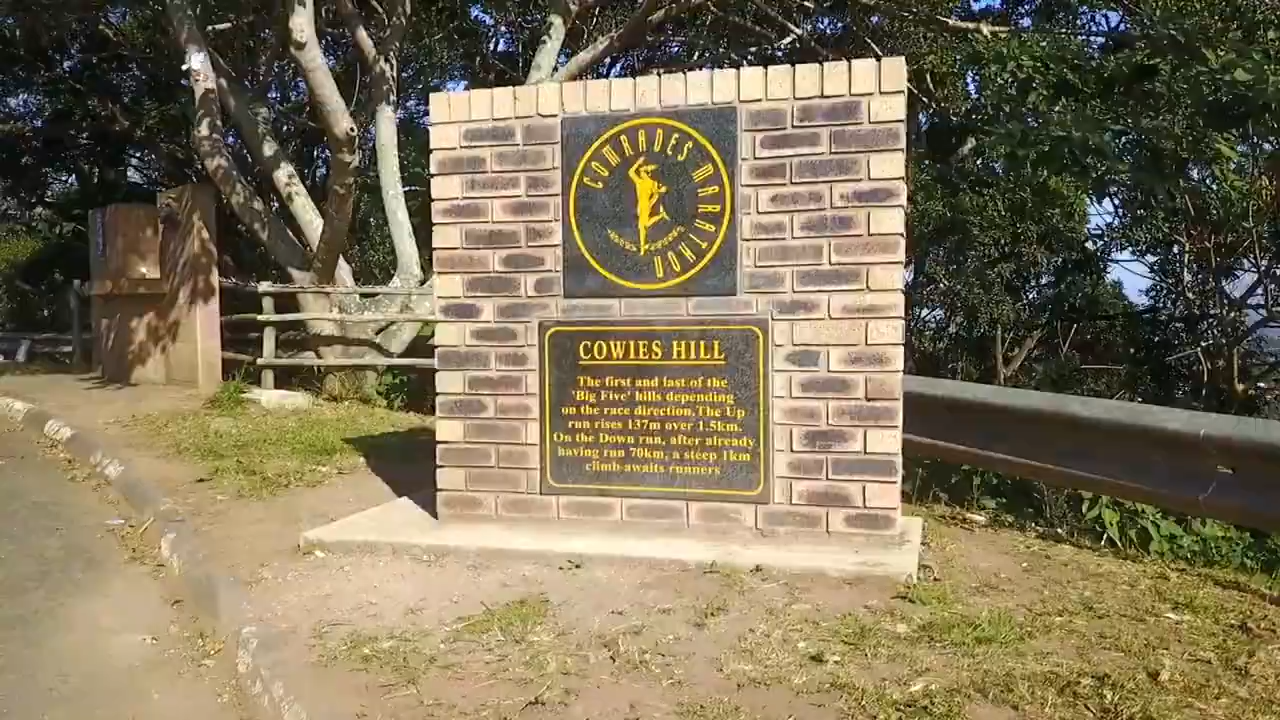 COMRADES MARATHON
COWIES HILL
The first and last of the
'Big Five' hills depending
on the race direction.The Up
run rises 137m over 1.5km.
On the Down run, after already
having run 70km, a steep 1km
climb awaits runners